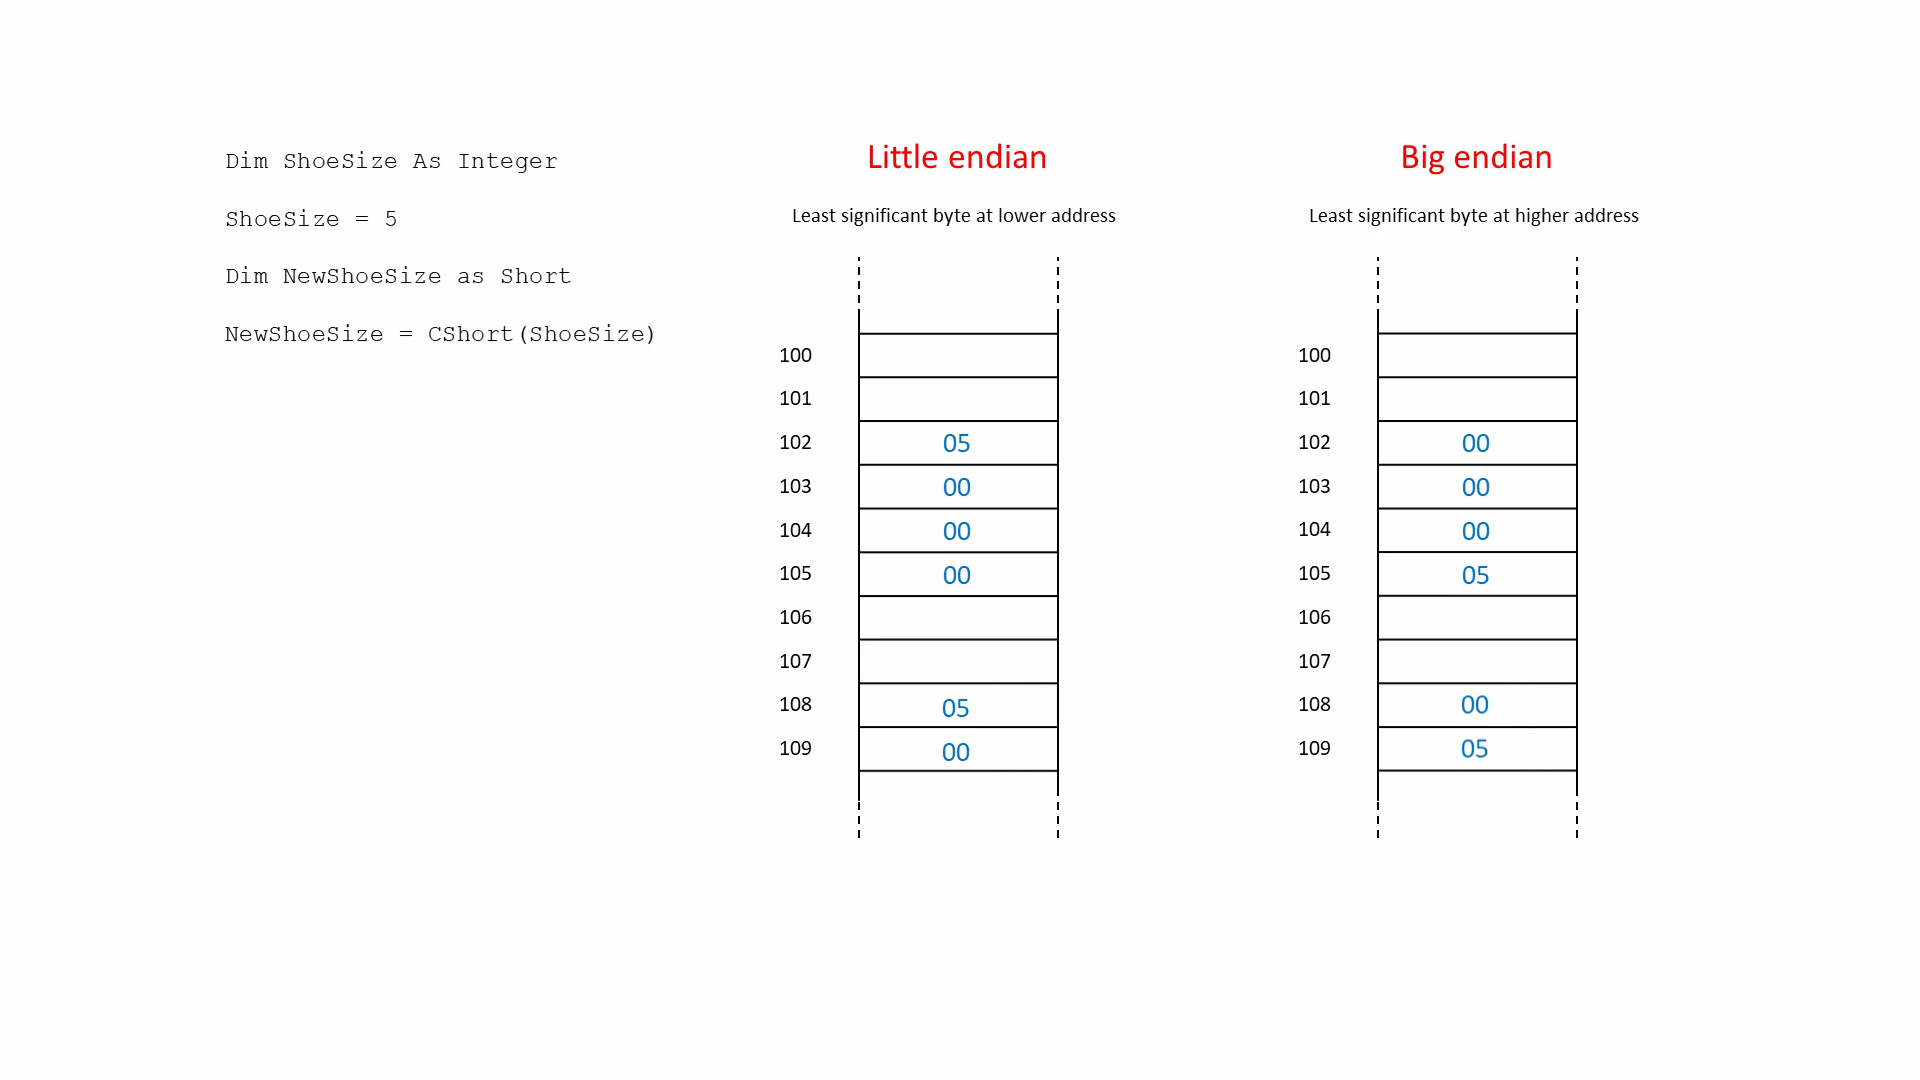 Dim ShoeSize As Integer
ShoeSize = 5
Dim NewShoeSize as Short
NewShoeSize = CShort(ShoeSize)
Little endian
Least significant byte at lower address
100
101
102 05
103 00
104 00
105 00
106
107
108 05
109 00
Big endian
Least significant byte at higher address
100
101
102 00
103 00
104 00
105 05
106
107
108 00
109 05